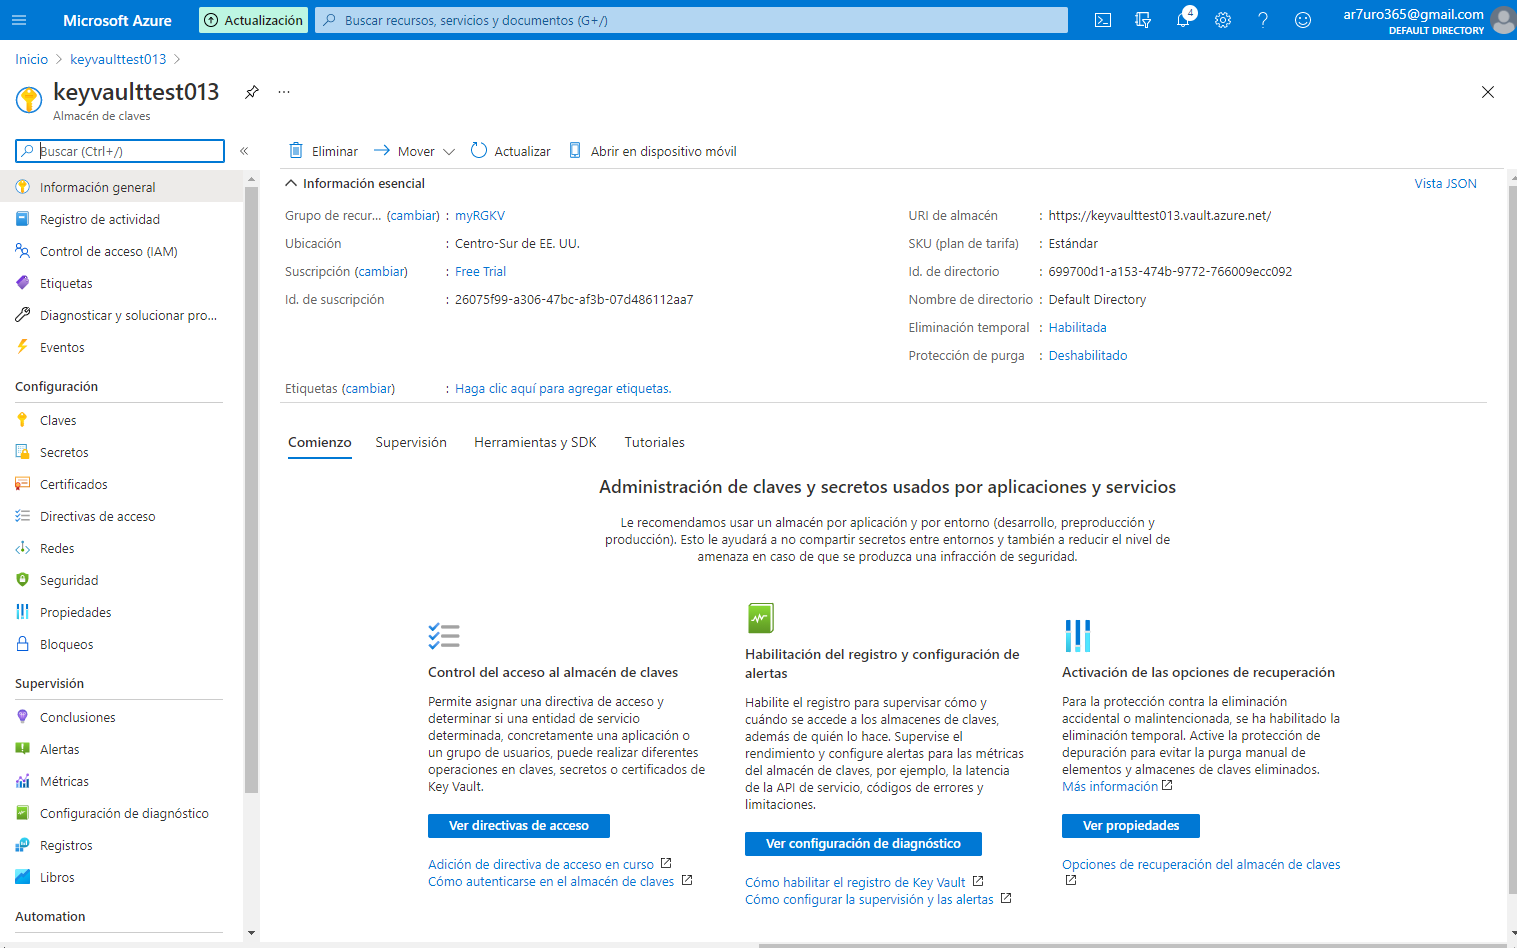 Microsoft Azure
Actualización
Buscar recursos, servicios y documentos (G+/)
4
ar7uro365@gmail.com
DEFAULT DIRECTORY
Inicio > keyvaulttest013 >
keyvaulttest013
...
Almacén de claves
Buscar (Ctrl+/)
«
Información general
Registro de actividad
Control de acceso (IAM)
Etiquetas
Diagnosticar y solucionar pro...
Eventos
Configuración
Claves
Secretos
Certificados
Directivas de acceso
Redes
Seguridad
Propiedades
Bloqueos
Supervisión
Conclusiones
Alertas
Métricas
Configuración de diagnóstico
Registros
Libros
Automation
Eliminar
Mover
Actualizar
Abrir en dispositivo móvil
Información esencial
Vista JSON
Grupo de recur... (cambiar) : myRGKV
Ubicación : Centro-Sur de EE. UU.
Suscripción (cambiar) : Free Trial
Id. de suscripción : 26075f99-a306-47bc-af3b-07d486112aa7
URI de almacén : https://keyvaulttest013.vault.azure.net/
SKU (plan de tarifa) : Estándar
Id. de directorio : 699700d1-a153-474b-9772-766009ecc092
Nombre de directorio : Default Directory
Eliminación temporal : Habilitada
Protección de purga : Deshabilitado
Etiquetas (cambiar) : Haga clic aquí para agregar etiquetas.
Comienzo
Supervisión
Herramientas y SDK
Tutoriales
Administración de claves y secretos usados por aplicaciones y servicios
Le recomendamos usar un almacén por aplicación y por entorno (desarrollo, preproducción y
producción). Esto le ayudará a no compartir secretos entre entornos y también a reducir el nivel de
amenaza en caso de que se produzca una infracción de seguridad.
Control del acceso al almacén de claves
Permite asignar una directiva de acceso y
determinar si una entidad de servicio
determinada, concretamente una aplicación o
un grupo de usuarios, puede realizar diferentes
operaciones en claves, secretos o certificados de
Key Vault.
Ver directivas de acceso
Adición de directiva de acceso en curso
Cómo autenticarse en el almacén de claves
Habilitación del registro y configuración de
alertas
Habilite el registro para supervisar cómo y
cuándo se accede a los almacenes de claves,
además de quién lo hace. Supervise el
rendimiento y configure alertas para las métricas
del almacén de claves, por ejemplo, la latencia
de la API de servicio, códigos de errores y
limitaciones.
Ver configuración de diagnóstico
Cómo habilitar el registro de Key Vault
Cómo configurar la supervisión y las alertas
Activación de las opciones de recuperación
Para la protección contra la eliminación
accidental o malintencionada, se ha habilitado la
eliminación temporal. Active la protección de
depuración para evitar la purga manual de
elementos y almacenes de claves eliminados.
Más información
Ver propiedades
Opciones de recuperación del almacén de claves